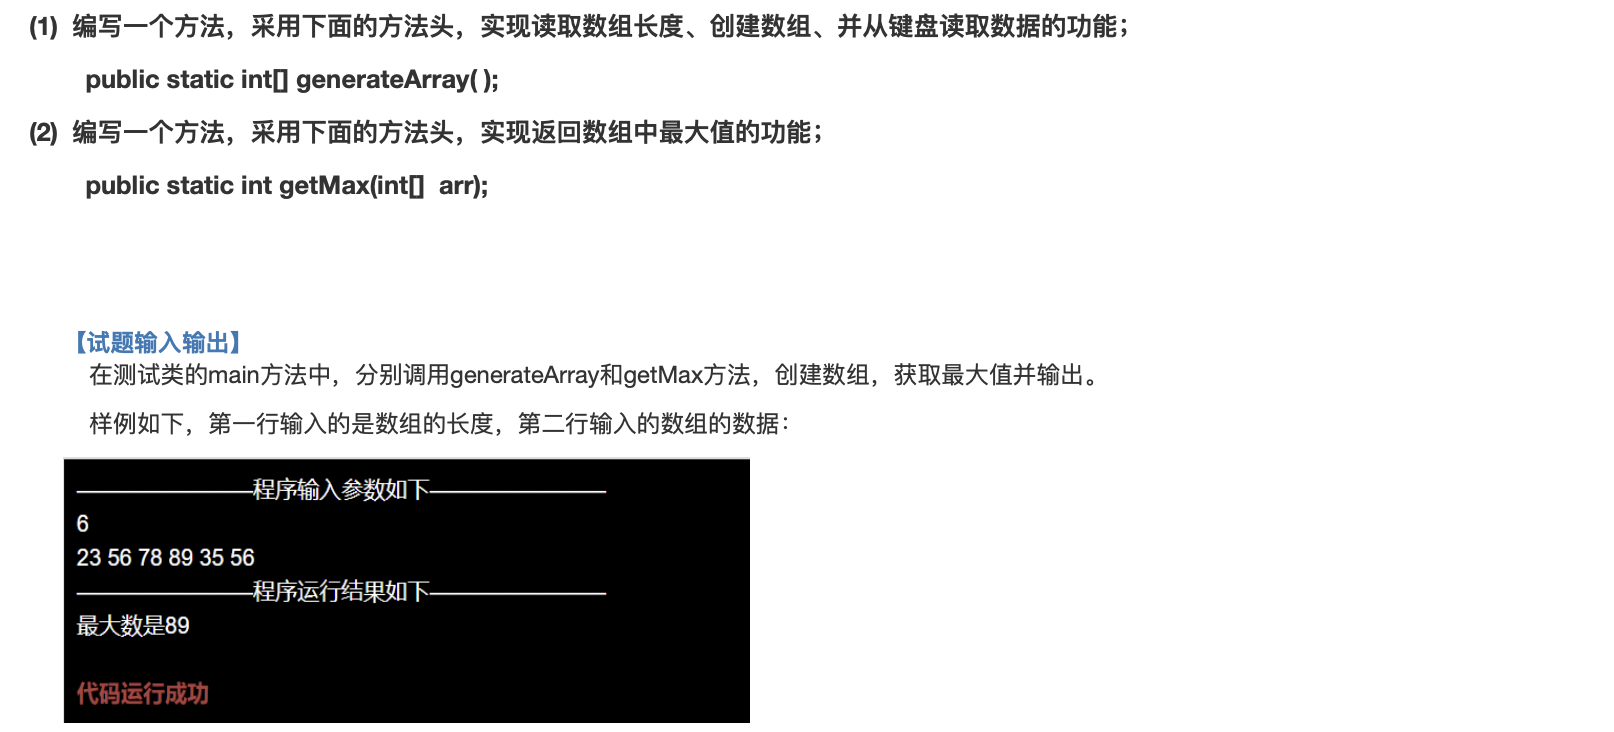 (1) 编写一个方法，采用下面的方法头，实现读取数组长度、创建数组、并从键盘读取数据的功能；
public static int[] generateArray( );
(2) 编写一个方法，采用下面的方法头，实现返回数组中最大值的功能；
public static int getMax(int[]  arr);
【试题输入输出】
在测试类的main方法中，分别调用generateArray和getMax方法，创建数组，获取最大值并输出。
样例如下，第一行输入的是数组的长度，第二行输入的数组的数据：
————————程序输入参数如下————————
6
23 56 78 89 35 56
————————程序运行结果如下————————
最大数是89
代码运行成功